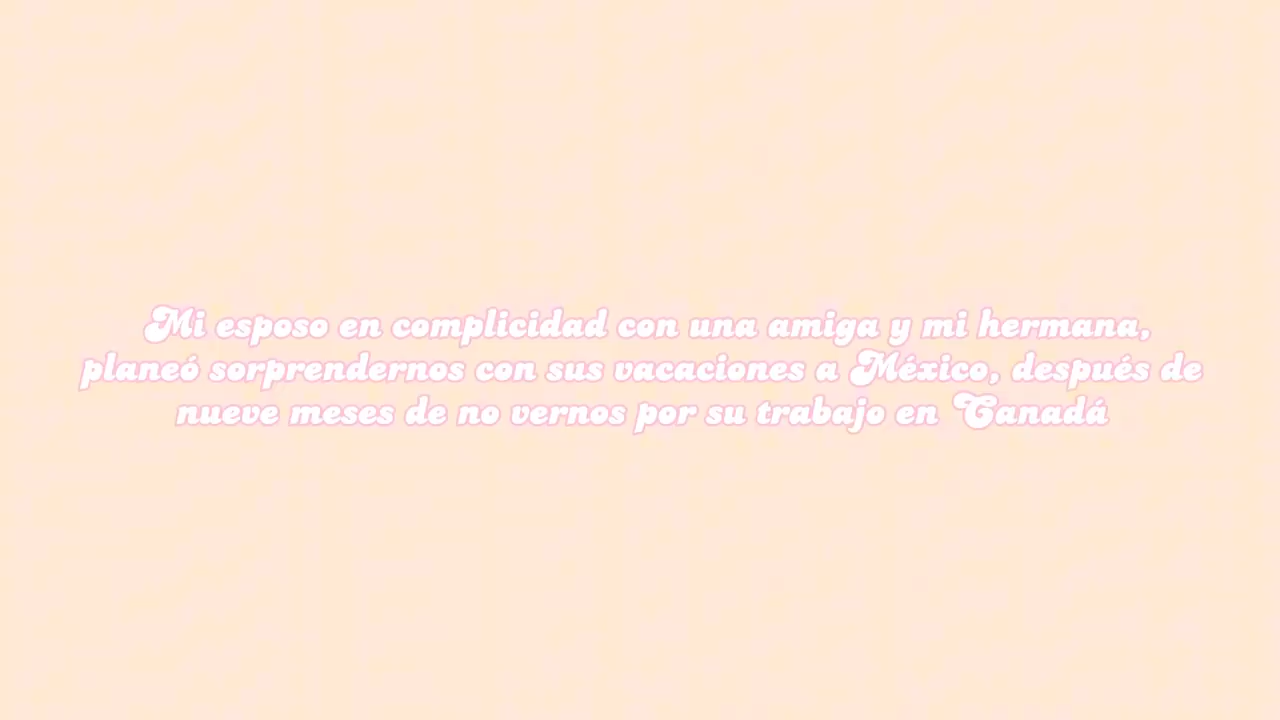 Mi esposo en complicidad con una amiga y mi hermana,
planeó sorprendernos con sus vacaciones a México, después de
nueve meses de no vernos por su trabajo en Canadá